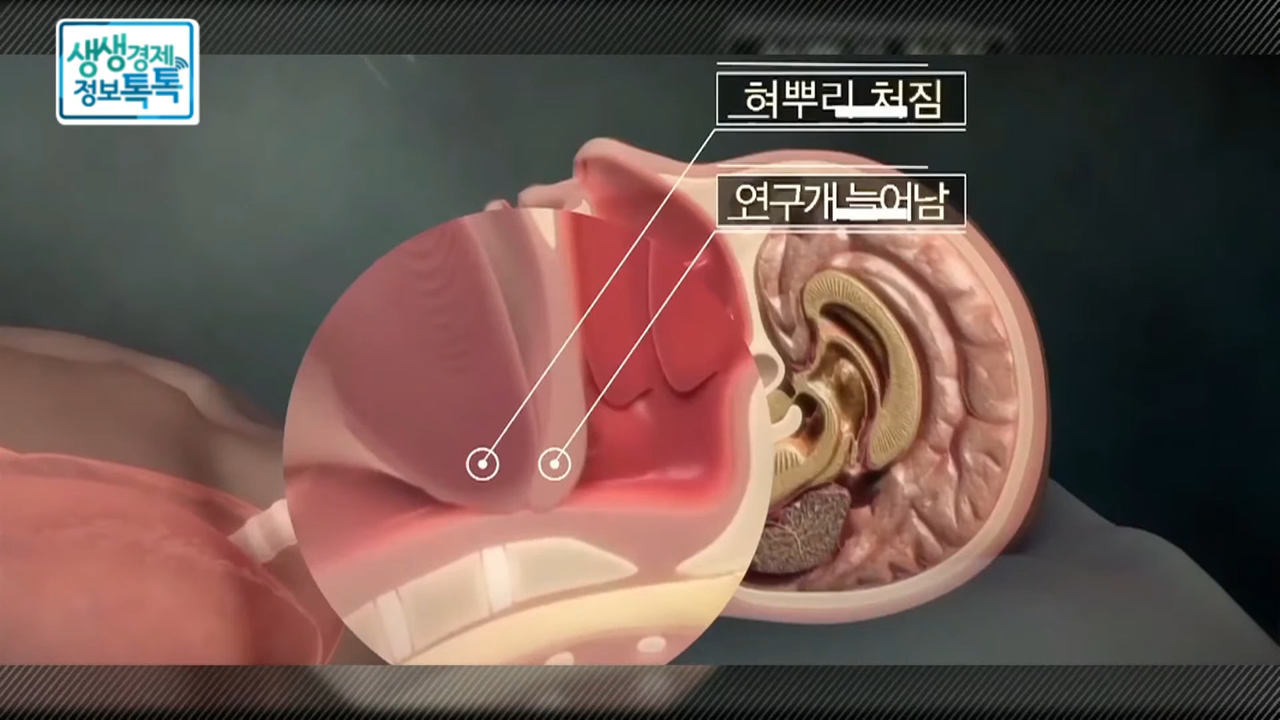 생생경제
정보톡톡
혀뿌리 처짐
연구개 늘어남